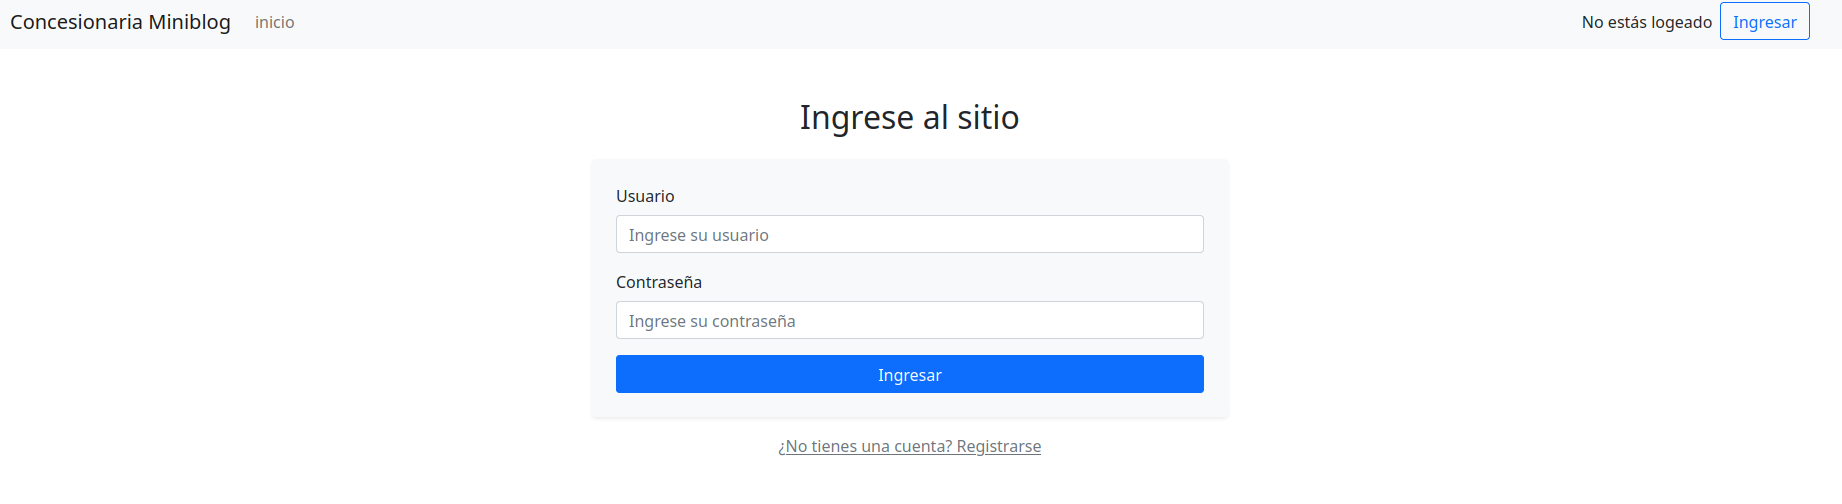 Concesionaria Miniblog inicio No estás logeado Ingresar
Ingrese al sitio
Usuario
Ingrese su usuario
Contraseña
Ingrese su contraseña
Ingresar
¿No tienes una cuenta? Registrarse